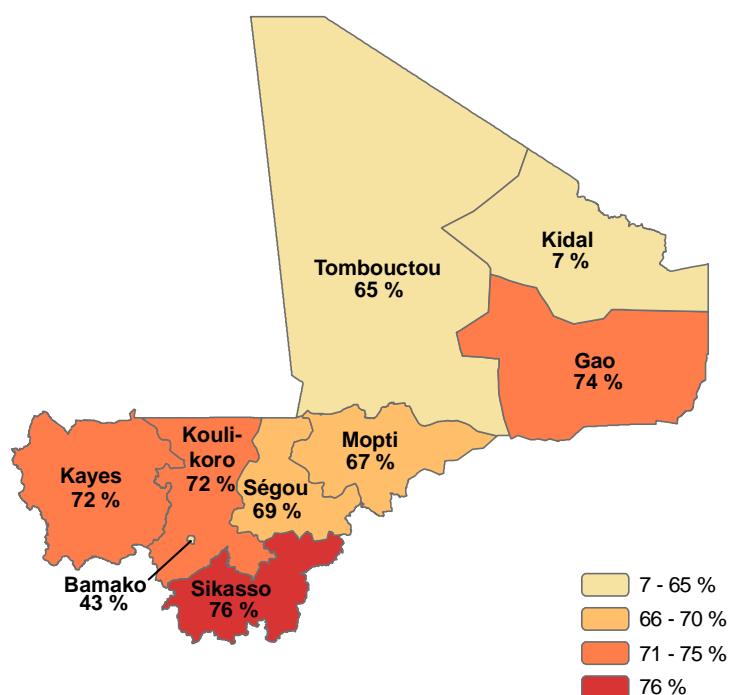 Kidal
7 %
Tombouctou
65 %
Gao
74 %
Kouli-
koro
72 %
Mopti
67 %
Kayes
72 %
Ségou
69 %
Bamako
43 %
Sikasso
76 %
7 - 65 %
66 - 70 %
71 - 75 %
76 %